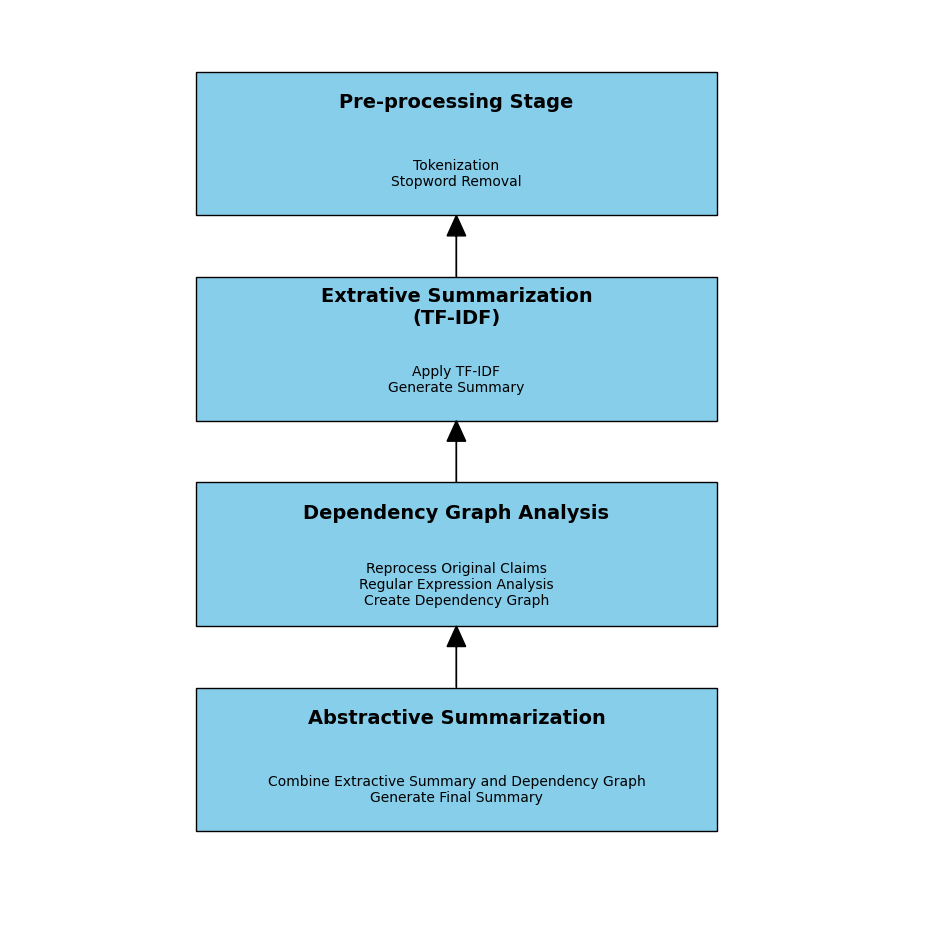 Pre-processing Stage
Tokenization
Stopword Removal
Extrative Summarization
(TF-IDF)
Apply TF-IDF
Generate Summary
Dependency Graph Analysis
Reprocess Original Claims
Regular Expression Analysis
Create Dependency Graph
Abstractive Summarization
Combine Extractive Summary and Dependency Graph
Generate Final Summary